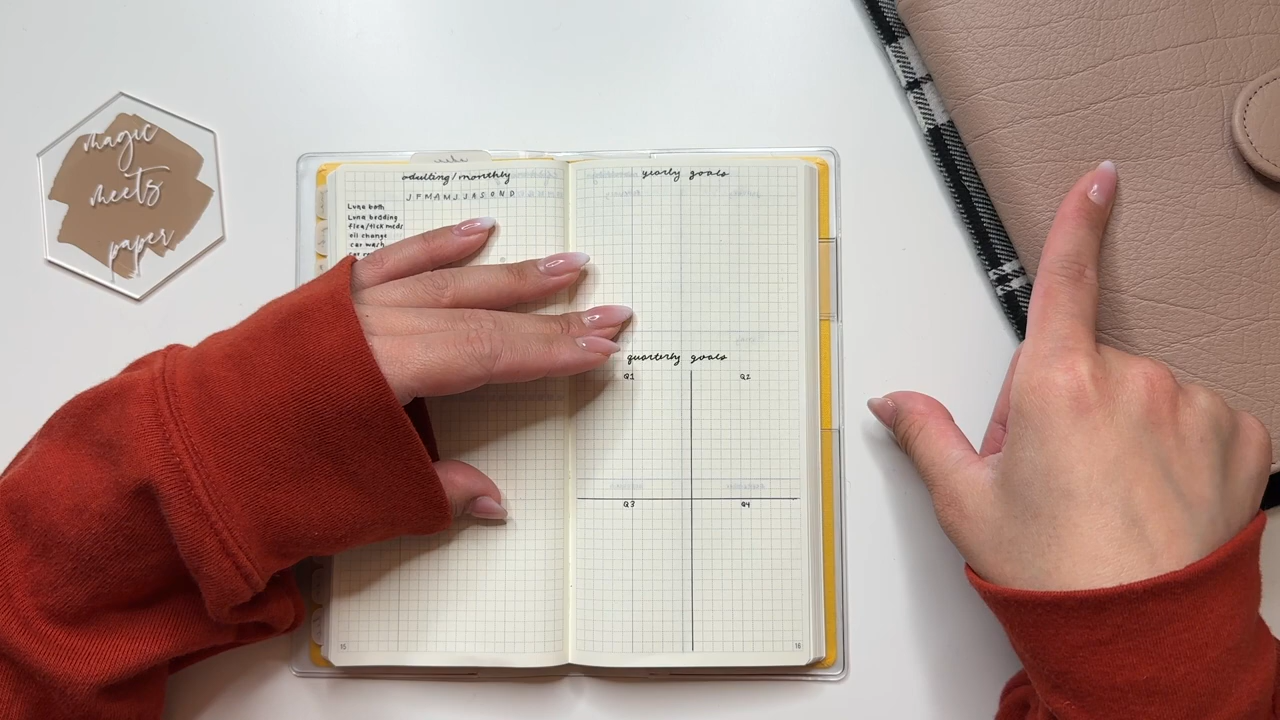 magic
meets
paper
adulting/monthly
J F M A M J J A S O N D
Luna bath
Luna bedding
flea/tick meds
oil change
car wash
15
yearly goals
quarterly goals
Q1 Q2
Q3 Q4
16